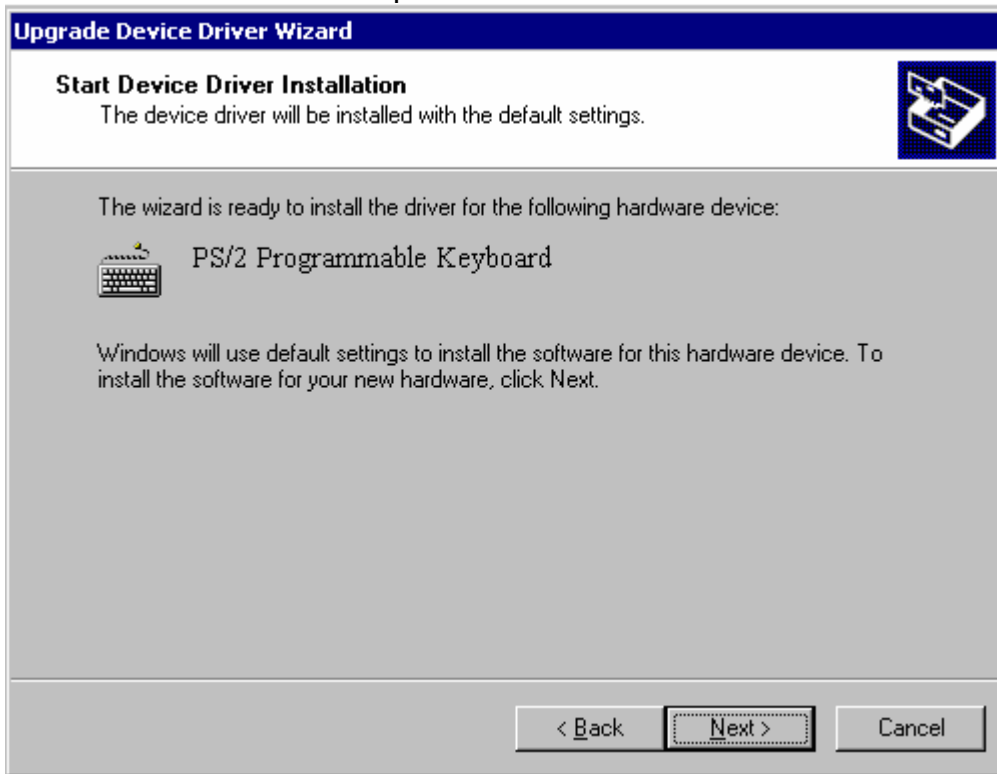 Upgrade Device Driver Wizard
Start Device Driver Installation
The device driver will be installed with the default settings.
The wizard is ready to install the driver for the following hardware device:
PS/2 Programmable Keyboard
Windows will use default settings to install the software for this hardware device. To
install the software for your new hardware, click Next.
< Back
Next >
Cancel